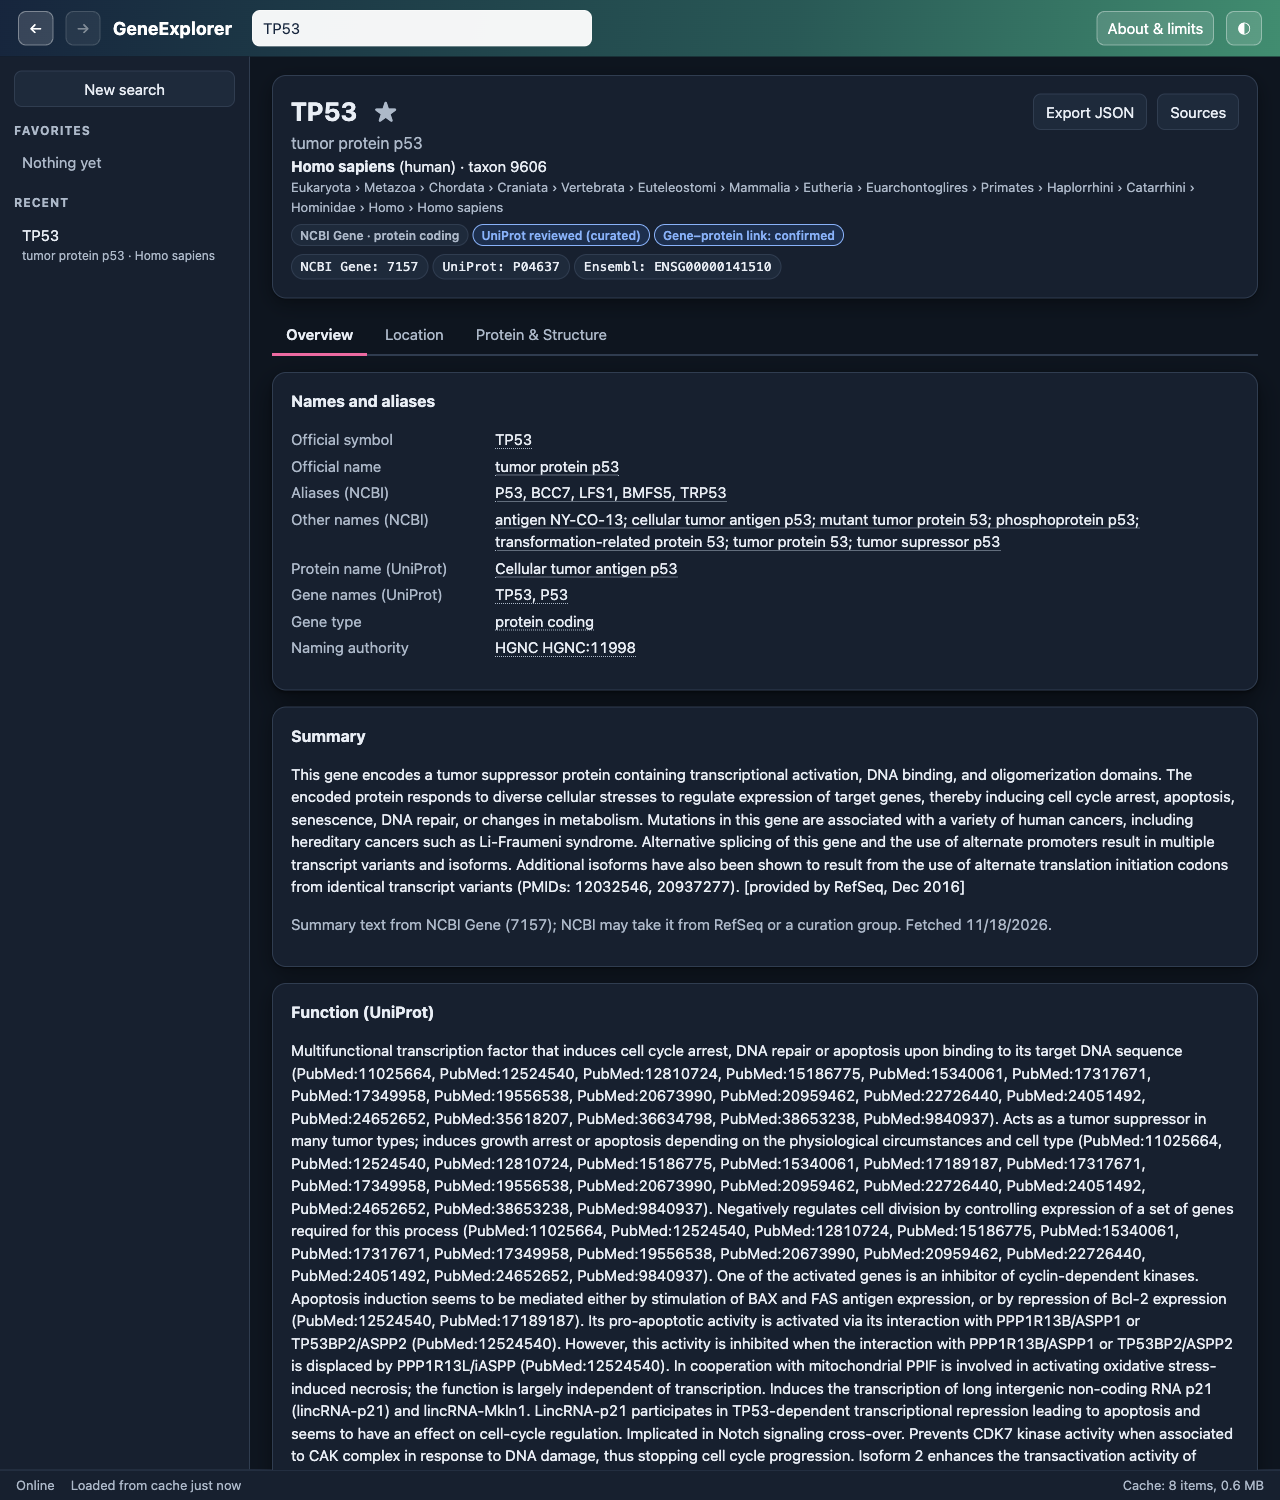 GeneExplorer
TP53
About & limits
New search
FAVORITES
Nothing yet
RECENT
TP53
tumor protein p53 · Homo sapiens
TP53
Export JSON
Sources
tumor protein p53
Homo sapiens (human) · taxon 9606
Eukaryota › Metazoa › Chordata › Craniata › Vertebrata › Euteleostomi › Mammalia › Eutheria › Euarchontoglires › Primates › Haplorrhini › Catarrhini ›
Hominidae › Homo › Homo sapiens
NCBI Gene · protein coding
UniProt reviewed (curated)
Gene–protein link: confirmed
NCBI Gene: 7157
UniProt: P04637
Ensembl: ENSG00000141510
Overview
Location
Protein & Structure
Names and aliases
Official symbol TP53
Official name tumor protein p53
Aliases (NCBI) P53, BCC7, LFS1, BMFS5, TRP53
Other names (NCBI) antigen NY-CO-13; cellular tumor antigen p53; mutant tumor protein 53; phosphoprotein p53;
transformation-related protein 53; tumor protein 53; tumor supressor p53
Protein name (UniProt) Cellular tumor antigen p53
Gene names (UniProt) TP53, P53
Gene type protein coding
Naming authority HGNC HGNC:11998
Summary
This gene encodes a tumor suppressor protein containing transcriptional activation, DNA binding, and oligomerization domains. The
encoded protein responds to diverse cellular stresses to regulate expression of target genes, thereby inducing cell cycle arrest, apoptosis,
senescence, DNA repair, or changes in metabolism. Mutations in this gene are associated with a variety of human cancers, including
hereditary cancers such as Li-Fraumeni syndrome. Alternative splicing of this gene and the use of alternate promoters result in multiple
transcript variants and isoforms. Additional isoforms have also been shown to result from the use of alternate translation initiation codons
from identical transcript variants (PMIDs: 12032546, 20937277). [provided by RefSeq, Dec 2016]
Summary text from NCBI Gene (7157); NCBI may take it from RefSeq or a curation group. Fetched 11/18/2026.
Function (UniProt)
Multifunctional transcription factor that induces cell cycle arrest, DNA repair or apoptosis upon binding to its target DNA sequence
(PubMed:11025664, PubMed:12524540, PubMed:12810724, PubMed:15186775, PubMed:15340061, PubMed:17317671,
PubMed:17349958, PubMed:19556538, PubMed:20673990, PubMed:20959462, PubMed:22726440, PubMed:24051492,
PubMed:24652652, PubMed:35618207, PubMed:36634798, PubMed:38653238, PubMed:9840937). Acts as a tumor suppressor in
many tumor types; induces growth arrest or apoptosis depending on the physiological circumstances and cell type (PubMed:11025664,
PubMed:12524540, PubMed:12810724, PubMed:15186775, PubMed:15340061, PubMed:17189187, PubMed:17317671,
PubMed:17349958, PubMed:19556538, PubMed:20673990, PubMed:20959462, PubMed:22726440, PubMed:24051492,
PubMed:24652652, PubMed:38653238, PubMed:9840937). Negatively regulates cell division by controlling expression of a set of genes
required for this process (PubMed:11025664, PubMed:12524540, PubMed:12810724, PubMed:15186775, PubMed:15340061,
PubMed:17317671, PubMed:17349958, PubMed:19556538, PubMed:20673990, PubMed:20959462, PubMed:22726440,
PubMed:24051492, PubMed:24652652, PubMed:9840937). One of the activated genes is an inhibitor of cyclin-dependent kinases.
Apoptosis induction seems to be mediated either by stimulation of BAX and FAS antigen expression, or by repression of Bcl-2 expression
(PubMed:12524540, PubMed:17189187). Its pro-apoptotic activity is activated via its interaction with PPP1R13B/ASPP1 or
TP53BP2/ASPP2 (PubMed:12524540). However, this activity is inhibited when the interaction with PPP1R13B/ASPP1 or TP53BP2/ASPP2
is displaced by PPP1R13L/iASPP (PubMed:12524540). In cooperation with mitochondrial PPIF is involved in activating oxidative stress-
induced necrosis; the function is largely independent of transcription. Induces the transcription of long intergenic non-coding RNA p21
(lincRNA-p21) and lincRNA-Mkln1. LincRNA-p21 participates in TP53-dependent transcriptional repression leading to apoptosis and
seems to have an effect on cell-cycle regulation. Implicated in Notch signaling cross-over. Prevents CDK7 kinase activity when associated
to CAK complex in response to DNA damage, thus stopping cell cycle progression. Isoform 2 enhances the transactivation activity of
Online
Loaded from cache just now
Cache: 8 items, 0.6 MB